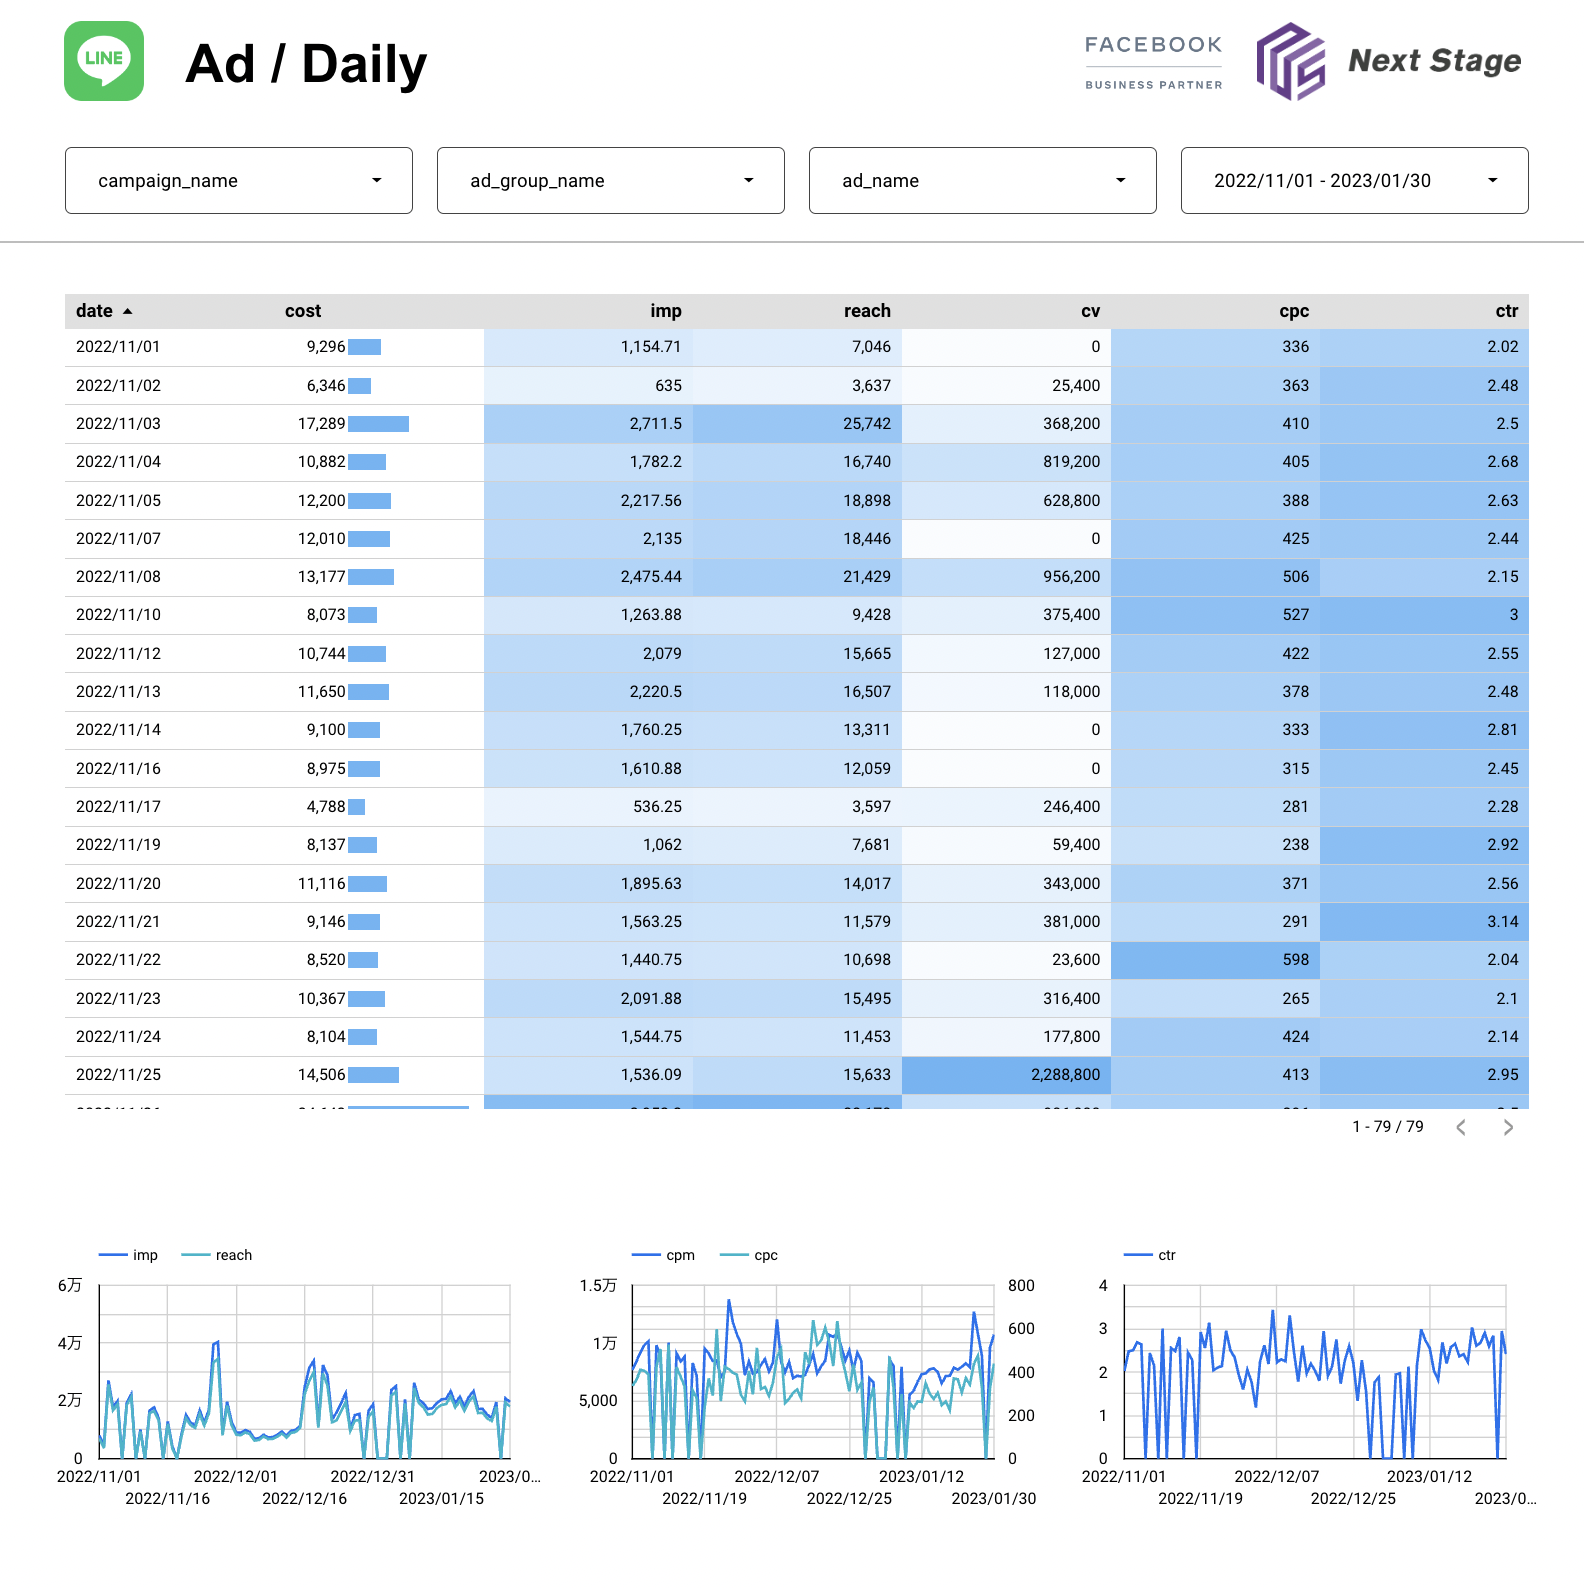 LINE
Ad / Daily
FACEBOOK
BUSINESS PARTNER
Next Stage
campaign_name
ad_group_name
ad_name
2022/11/01 - 2023/01/30
date cost imp reach cv cpc ctr
2022/11/01 9,296 1,154.71 7,046 0 336 2.02
2022/11/02 6,346 635 3,637 25,400 363 2.48
2022/11/03 17,289 2,711.5 25,742 368,200 410 2.5
2022/11/04 10,882 1,782.2 16,740 819,200 405 2.68
2022/11/05 12,200 2,217.56 18,898 628,800 388 2.63
2022/11/07 12,010 2,135 18,446 0 425 2.44
2022/11/08 13,177 2,475.44 21,429 956,200 506 2.15
2022/11/10 8,073 1,263.88 9,428 375,400 527 3
2022/11/12 10,744 2,079 15,665 127,000 422 2.55
2022/11/13 11,650 2,220.5 16,507 118,000 378 2.48
2022/11/14 9,100 1,760.25 13,311 0 333 2.81
2022/11/16 8,975 1,610.88 12,059 0 315 2.45
2022/11/17 4,788 536.25 3,597 246,400 281 2.28
2022/11/19 8,137 1,062 7,681 59,400 238 2.92
2022/11/20 11,116 1,895.63 14,017 343,000 371 2.56
2022/11/21 9,146 1,563.25 11,579 381,000 291 3.14
2022/11/22 8,520 1,440.75 10,698 23,600 598 2.04
2022/11/23 10,367 2,091.88 15,495 316,400 265 2.1
2022/11/24 8,104 1,544.75 11,453 177,800 424 2.14
2022/11/25 14,506 1,536.09 15,633 2,288,800 413 2.95
1 - 79 / 79
imp reach
6万
4万
2万
0
2022/11/01 2022/12/01 2022/12/31 2023/0...
2022/11/16 2022/12/16 2023/01/15
cpm cpc
1.5万 800
1万 600
400
5,000 200
0 0
2022/11/01 2022/12/07 2023/01/12
2022/11/19 2022/12/25 2023/01/30
ctr
4
3
2
1
0
2022/11/01 2022/12/07 2023/01/12
2022/11/19 2022/12/25 2023/0...